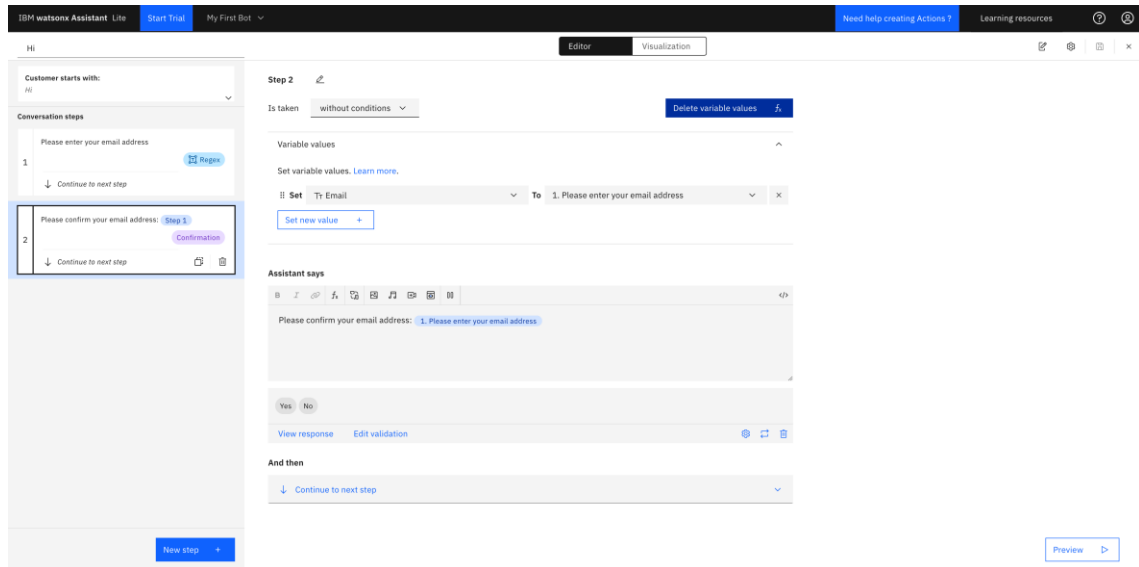 IBM watsonx Assistant Lite Start Trial My First Bot Need help creating Actions ? Learning resources
Hi Editor Visualization
Customer starts with:
Hi
Conversation steps
1
Please enter your email address
Regex
Continue to next step
2
Please confirm your email address: Step 1
Confirmation
Continue to next step
New step +
Step 2
Is taken without conditions Delete variable values fx
Variable values
Set variable values. Learn more.
Set Tт Email To 1. Please enter your email address
Set new value +
Assistant says
B I fx </>
Please confirm your email address: 1. Please enter your email address
Yes No
View response Edit validation
And then
Continue to next step
Preview